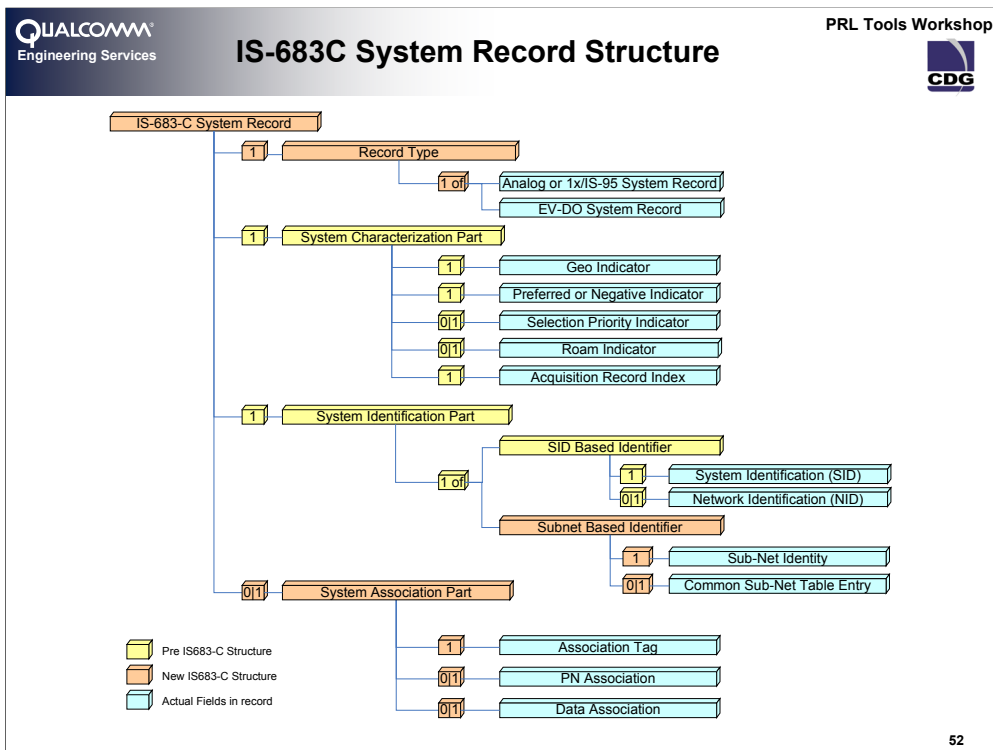 QUALCOMM®
Engineering Services
IS-683C System Record Structure
PRL Tools Workshop
CDG
IS-683-C System Record
1
Record Type
1 of
Analog or 1x/IS-95 System Record
EV-DO System Record
1
System Characterization Part
1
Geo Indicator
1
Preferred or Negative Indicator
0|1
Selection Priority Indicator
0|1
Roam Indicator
1
Acquisition Record Index
1
System Identification Part
1 of
SID Based Identifier
1
System Identification (SID)
0|1
Network Identification (NID)
Subnet Based Identifier
1
Sub-Net Identity
0|1
Common Sub-Net Table Entry
0|1
System Association Part
1
Association Tag
0|1
PN Association
0|1
Data Association
Pre IS683-C Structure
New IS683-C Structure
Actual Fields in record
52